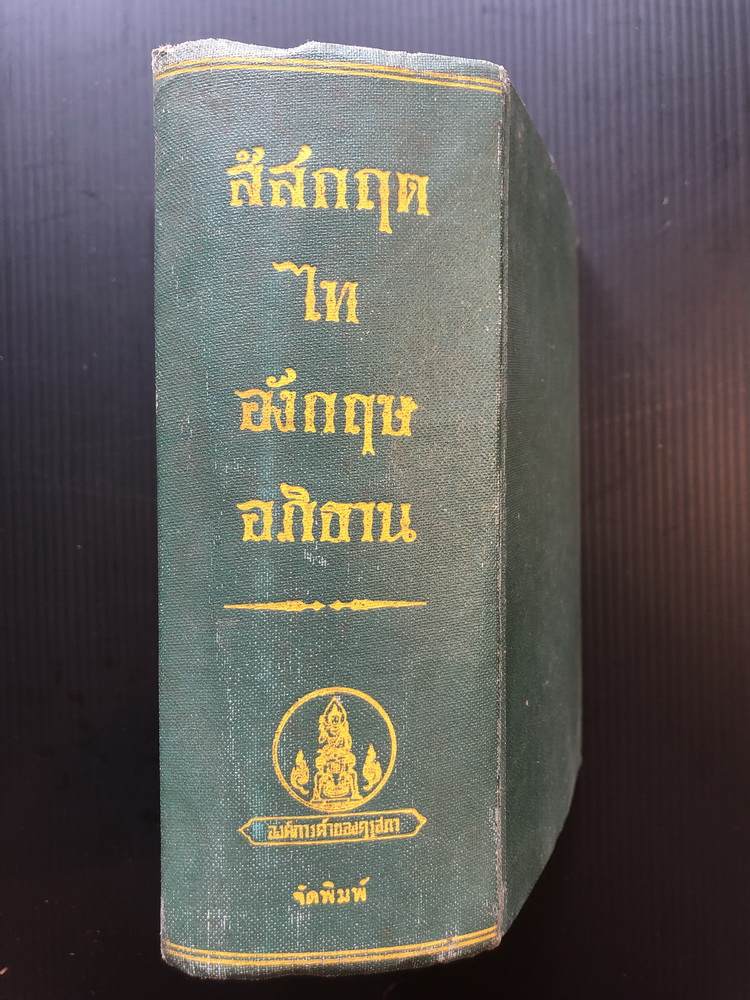 สํสกฤต
ไท
อังกฤษ
อภิธาน
องค์การค้าของคุรุสภา
จัดพิมพ์